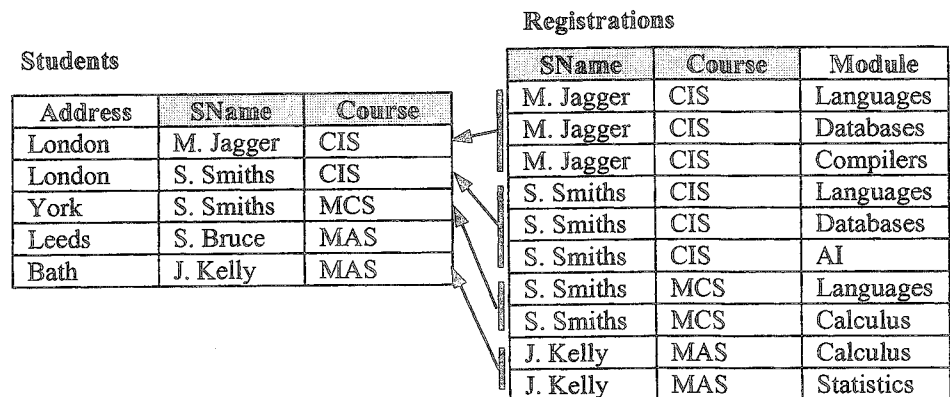 Students
Address SName Course
London M. Jagger CIS
London S. Smiths CIS
York S. Smiths MCS
Leeds S. Bruce MAS
Bath J. Kelly MAS
Registrations
SName Course Module
M. Jagger CIS Languages
M. Jagger CIS Databases
M. Jagger CIS Compilers
S. Smiths CIS Languages
S. Smiths CIS Databases
S. Smiths CIS AI
S. Smiths MCS Languages
S. Smiths MCS Calculus
J. Kelly MAS Calculus
J. Kelly MAS Statistics